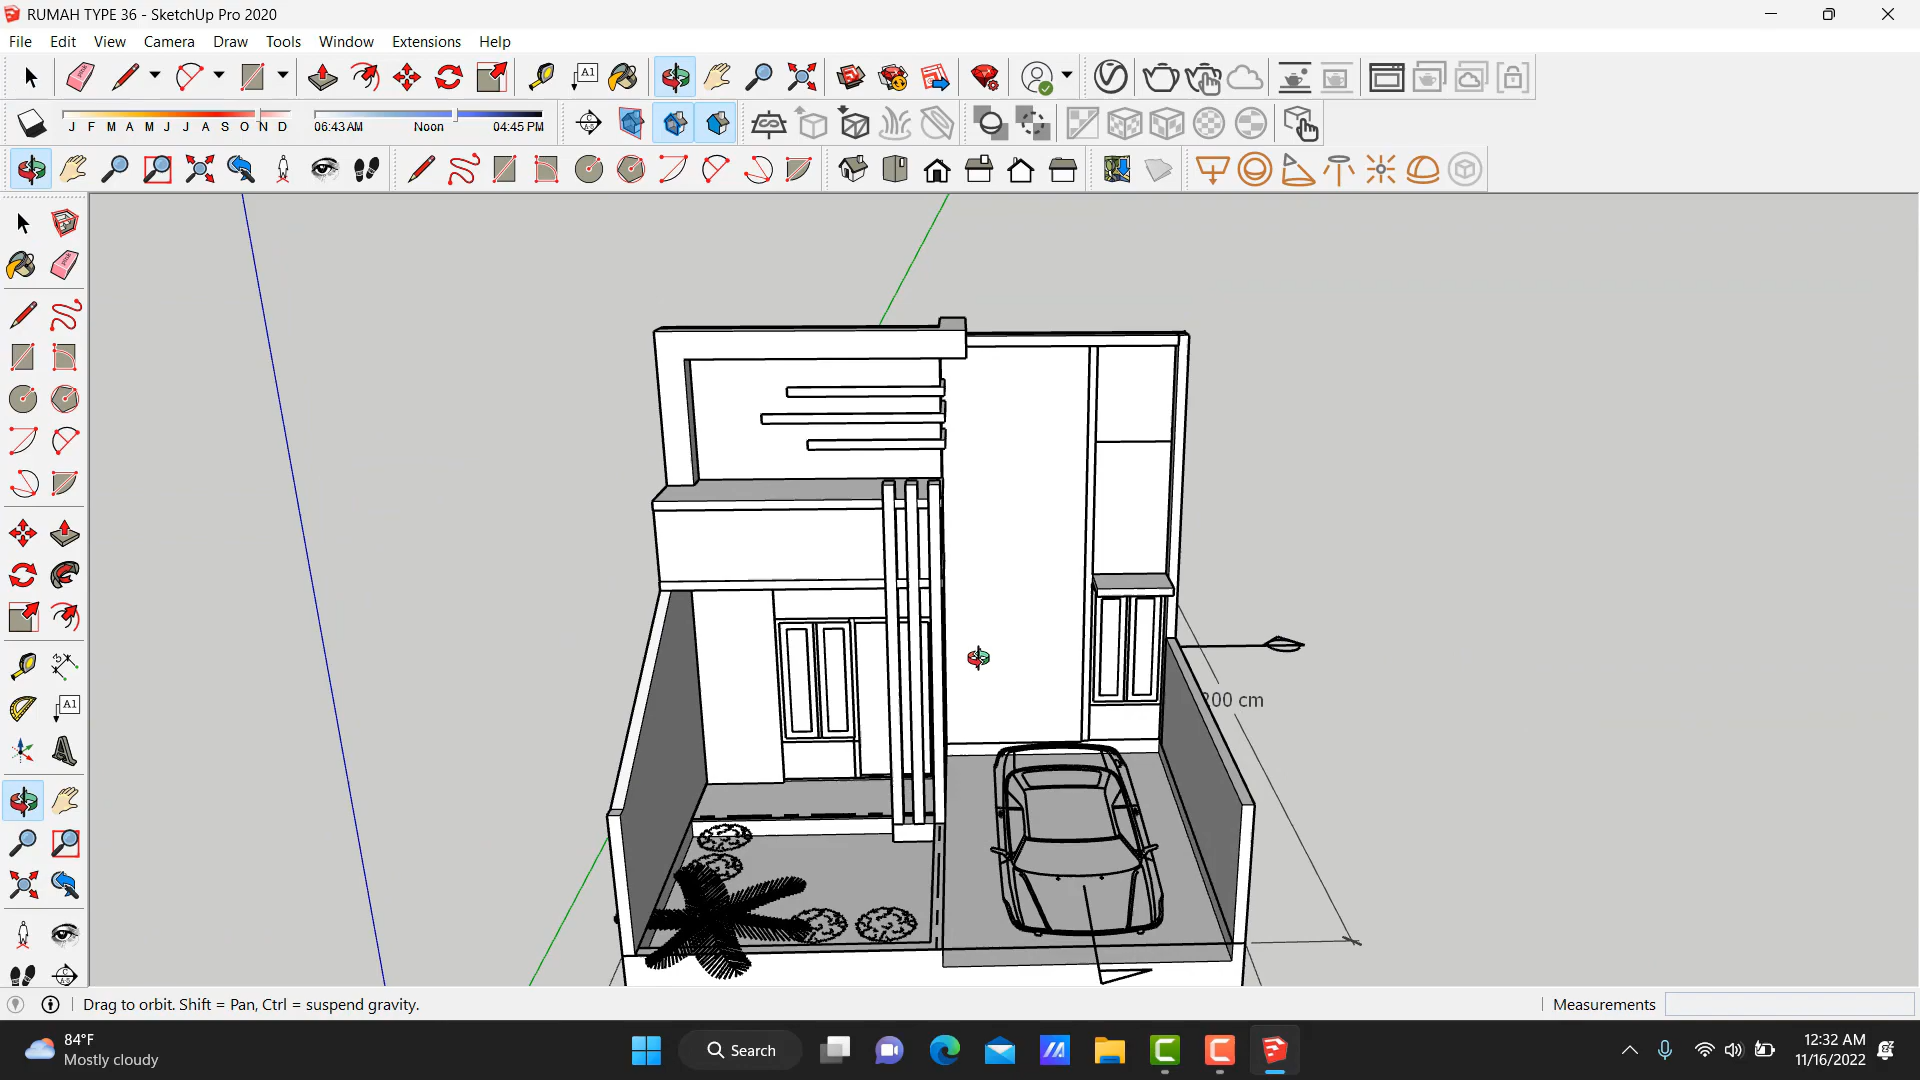 RUMAH TYPE 36 - SketchUp Pro 2020
File Edit View Camera Draw Tools Window Extensions Help
A1
J F M A M J J A S O N D
06:43 AM Noon 04:45 PM
A1
00 cm
Drag to orbit. Shift = Pan, Ctrl = suspend gravity.
Measurements
84°F
Mostly cloudy
Search
12:32 AM
11/16/2022